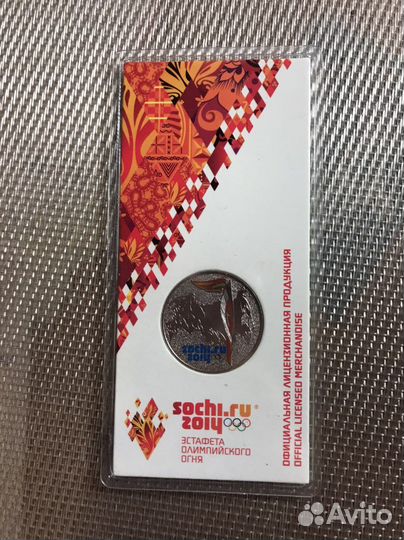 sochi.ru
2014
sochi.ru®
2014
ЭСТАФЕТА
ОЛИМПИЙСКОГО
ОГНЯ
ОФИЦИАЛЬНАЯ ЛИЦЕНЗИОННАЯ ПРОДУКЦИЯ
OFFICIAL LICENSED MERCHANDISE
Avito